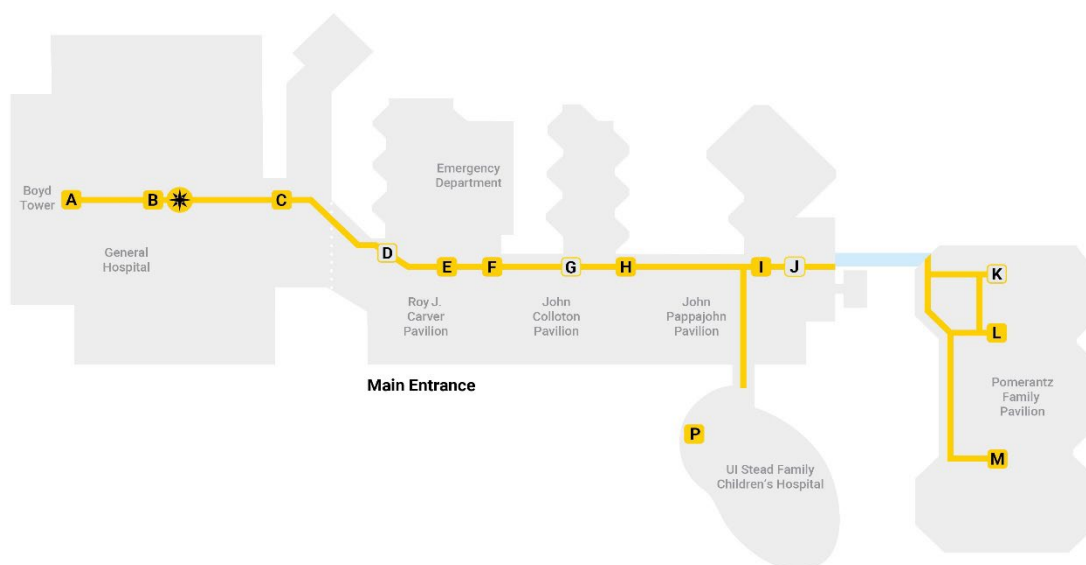 Emergency
Department
Boyd
Tower
A
B
C
General
Hospital
D
E
F
G
H
I
J
K
Roy J.
Carver
Pavilion
John
Colloton
Pavilion
John
Pappajohn
Pavilion
L
Main Entrance
Pomerantz
Family
Pavilion
P
M
UI Stead Family
Children's Hospital